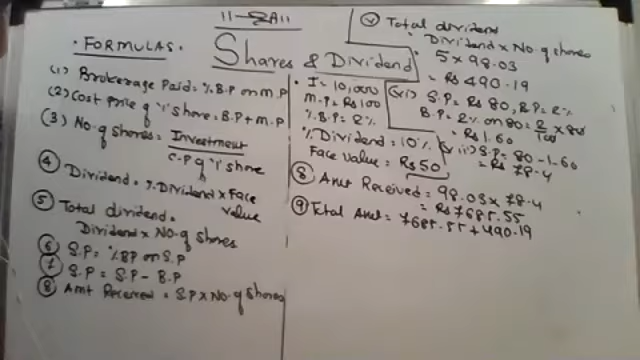 11-8A11
Shares & Dividend
. FORMULAS .
(1) Brokerage Paid = % B.P on M.P
(2) Cost price of '1' share = B.P + M.P
(3) No. of shares = Investment
C.P of '1' share
(4) Dividend = % Dividend x Face Value
(5) Total dividend =
Dividend x No. of shares
(6) S.P = % BP on S.P
(7) S.P = S.P - B.P
(8) Amt Received = S.P x No. of shares
I = 10,000
M.P = Rs 100
% B.P = 2%
% Dividend = 10%
Face Value = Rs 50
(v) Total dividend
= Dividend x No. of shares
5 x 98.03
= Rs 490.19
(vi) S.P = Rs 80, B.P = 2%
B.P = 2% on 80 = 2/100 x 80
= Rs 1.60
(vii) S.P = 80 - 1.60
= Rs 78.4
(8) Amt Received = 98.03 x 78.4
= Rs 7685.55
(9) Total Amt = 7685.55 + 490.19